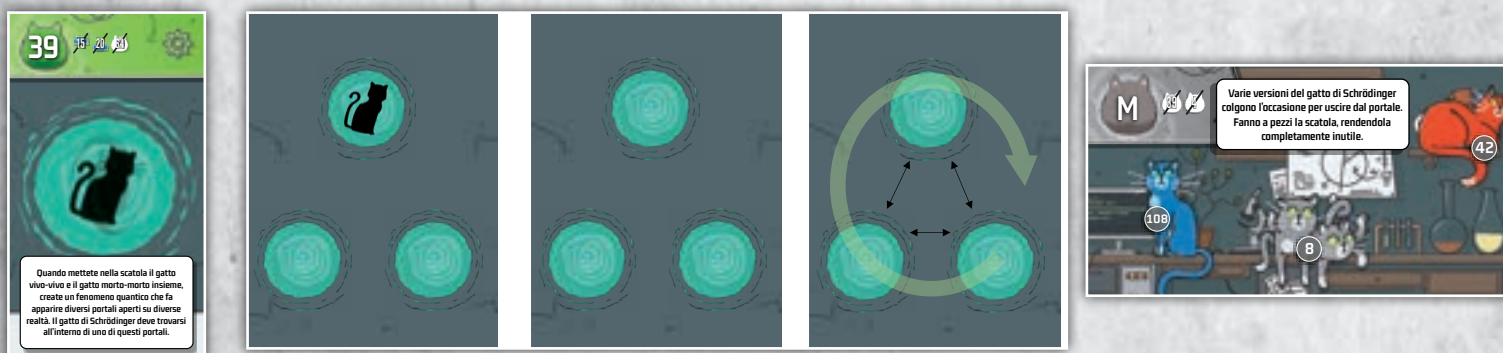 39 15 20
Quando mettete nella scatola il gatto
vivo-vivo e il gatto morto-morto insieme,
create un fenomeno quantico che fa
apparire diversi portali aperti su diverse
realtà. Il gatto di Schrödinger deve trovarsi
all'interno di uno di questi portali.
M
Varie versioni del gatto di Schrödinger
colgono l'occasione per uscire dal portale.
Fanno a pezzi la scatola, rendendola
completamente inutile.
42
108
8